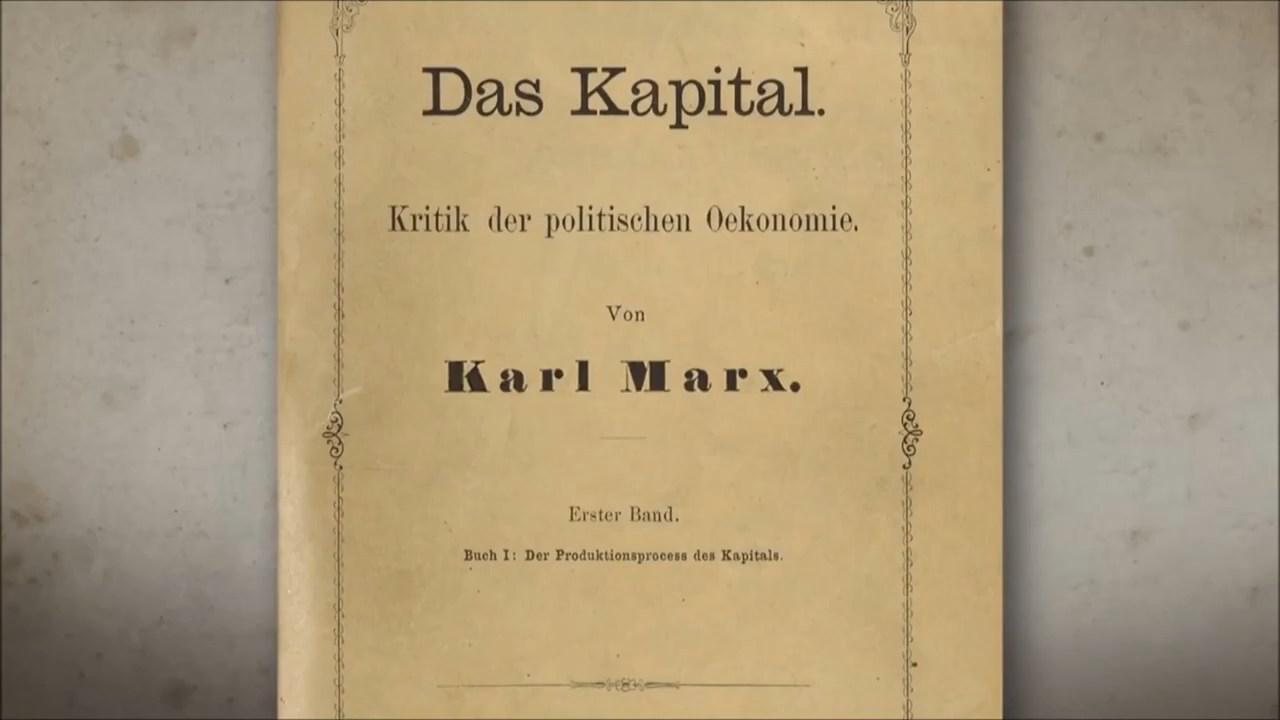 Das Kapital.
Kritik der politischen Oekonomie.
Von
Karl Marx.
Erster Band.
Buch I: Der Produktionsprocess des Kapitals.